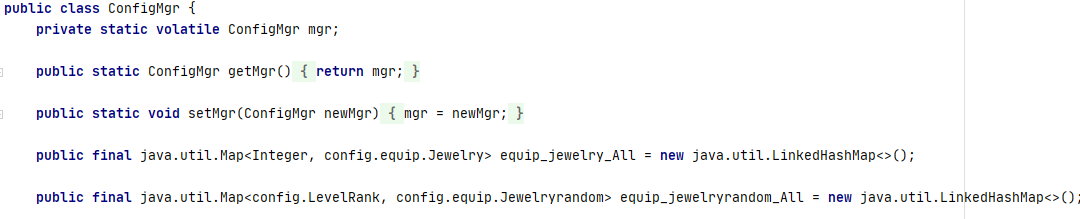 public class ConfigMgr {
private static volatile ConfigMgr mgr;
public static ConfigMgr getMgr() { return mgr; }
public static void setMgr(ConfigMgr newMgr) { mgr = newMgr; }
public final java.util.Map<Integer, config.equip.Jewelry> equip_jewelry_All = new java.util.LinkedHashMap<>();
public final java.util.Map<config.LevelRank, config.equip.Jewelryrandom> equip_jewelryrandom_All = new java.util.LinkedHashMap<>();